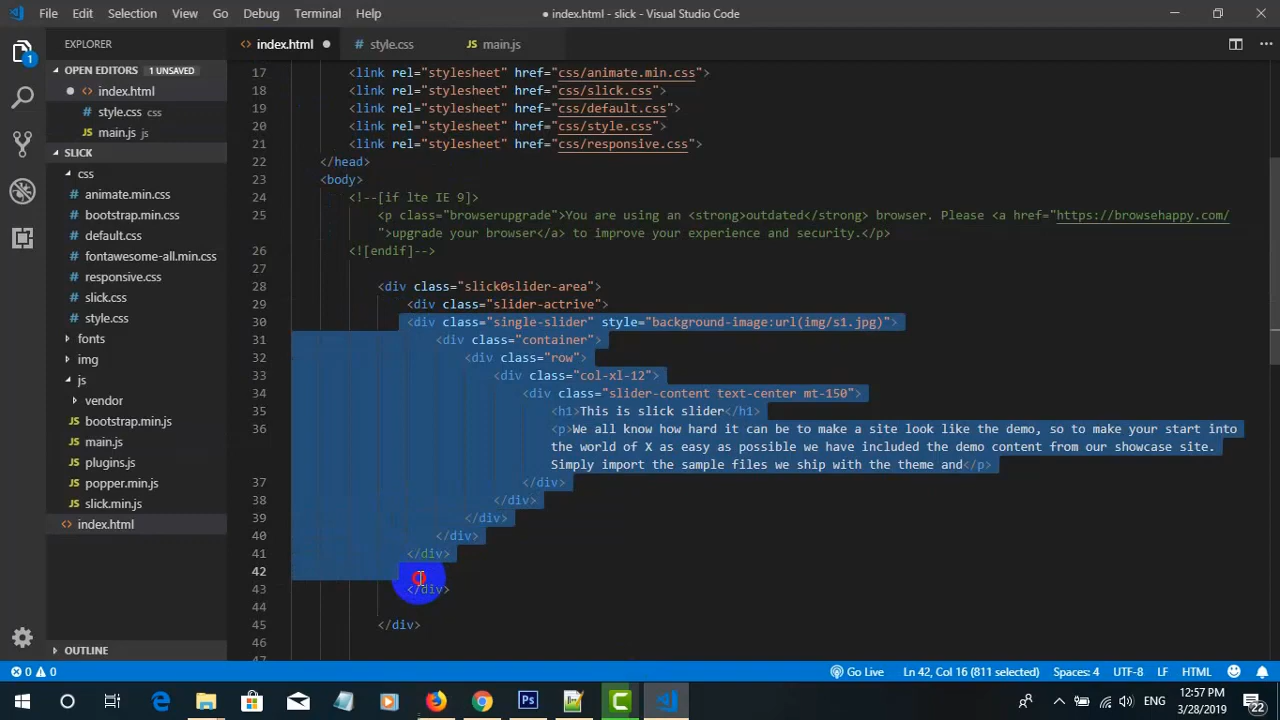 File Edit Selection View Go Debug Terminal Help
● index.html - slick - Visual Studio Code
EXPLORER
index.html
style.css
main.js
OPEN EDITORS 1 UNSAVED
index.html
style.css css
main.js js
SLICK
css
animate.min.css
bootstrap.min.css
default.css
fontawesome-all.min.css
responsive.css
slick.css
style.css
fonts
img
js
vendor
bootstrap.min.js
main.js
plugins.js
popper.min.js
slick.min.js
index.html
OUTLINE
17 <link rel="stylesheet" href="css/animate.min.css">
18 <link rel="stylesheet" href="css/slick.css">
19 <link rel="stylesheet" href="css/default.css">
20 <link rel="stylesheet" href="css/style.css">
21 <link rel="stylesheet" href="css/responsive.css">
22 </head>
23 <body>
24 <!--[if lte IE 9]>
25 <p class="browserupgrade">You are using an <strong>outdated</strong> browser. Please <a href="https://browsehappy.com/
">upgrade your browser</a> to improve your experience and security.</p>
26 <![endif]-->
27
28 <div class="slick0slider-area">
29 <div class="slider-actrive">
30 <div class="single-slider" style="background-image:url(img/s1.jpg)">
31 <div class="container">
32 <div class="row">
33 <div class="col-xl-12">
34 <div class="slider-content text-center mt-150">
35 <h1>This is slick slider</h1>
36 <p>We all know how hard it can be to make a site look like the demo, so to make your start into
the world of X as easy as possible we have included the demo content from our showcase site.
Simply import the sample files we ship with the theme and</p>
37 </div>
38 </div>
39 </div>
40 </div>
41 </div>
42
43 </div>
44
45 </div>
46
47
0 0
Go Live Ln 42, Col 16 (811 selected) Spaces: 4 UTF-8 LF HTML
ENG
12:57 PM
3/28/2019
22
1